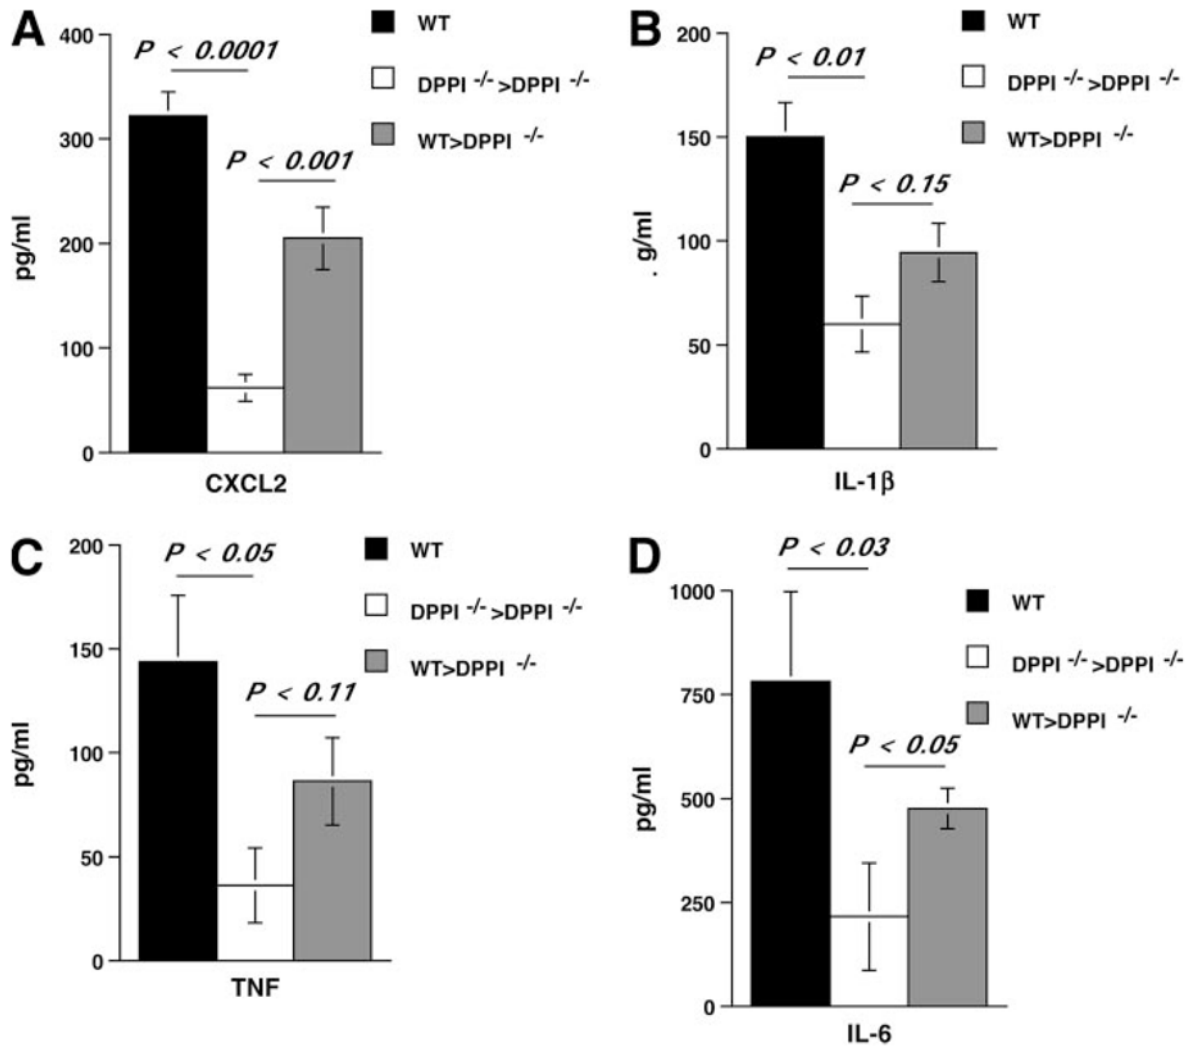 A
WT
DPPI -/- >DPPI -/-
WT>DPPI -/-
P < 0.0001
P < 0.001
400
300
200
100
0
pg/ml
CXCL2
B
WT
DPPI -/- >DPPI -/-
WT>DPPI -/-
P < 0.01
P < 0.15
200
150
100
50
0
. g/ml
IL-1β
C
WT
DPPI -/- >DPPI -/-
WT>DPPI -/-
P < 0.05
P < 0.11
200
150
100
50
0
pg/ml
TNF
D
WT
DPPI -/- >DPPI -/-
WT>DPPI -/-
P < 0.03
P < 0.05
1000
750
500
250
0
pg/ml
IL-6